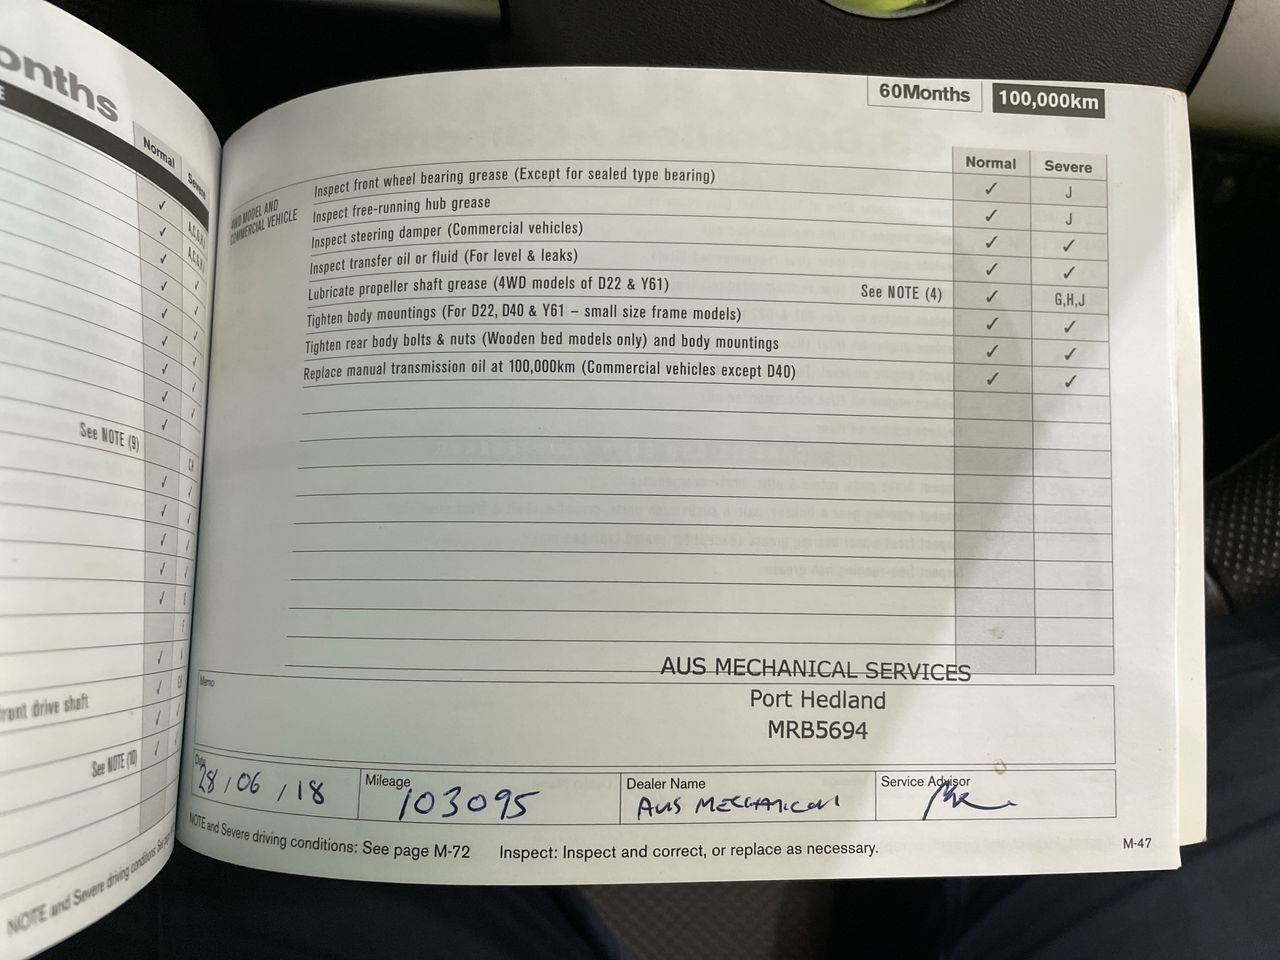 onths
Normal
Severe
See NOTE (9)
front drive shaft
See NOTE (10)
NOTE and Severe driving conditions:
60Months 100,000km
Normal Severe
4WD MODEL AND
COMMERCIAL VEHICLE
Inspect front wheel bearing grease (Except for sealed type bearing) ✓ J
Inspect free-running hub grease ✓ J
Inspect steering damper (Commercial vehicles) ✓ ✓
Inspect transfer oil or fluid (For level & leaks) ✓ ✓
Lubricate propeller shaft grease (4WD models of D22 & Y61) See NOTE (4) ✓ G,H,J
Tighten body mountings (For D22, D40 & Y61 – small size frame models) ✓ ✓
Tighten rear body bolts & nuts (Wooden bed models only) and body mountings ✓ ✓
Replace manual transmission oil at 100,000km (Commercial vehicles except D40) ✓ ✓
AUS MECHANICAL SERVICES
Memo
Port Hedland
MRB5694
Date Mileage Dealer Name Service Advisor
28/06/18 103095 AUS MECHANICAL
NOTE and Severe driving conditions: See page M-72 Inspect: Inspect and correct, or replace as necessary. M-47